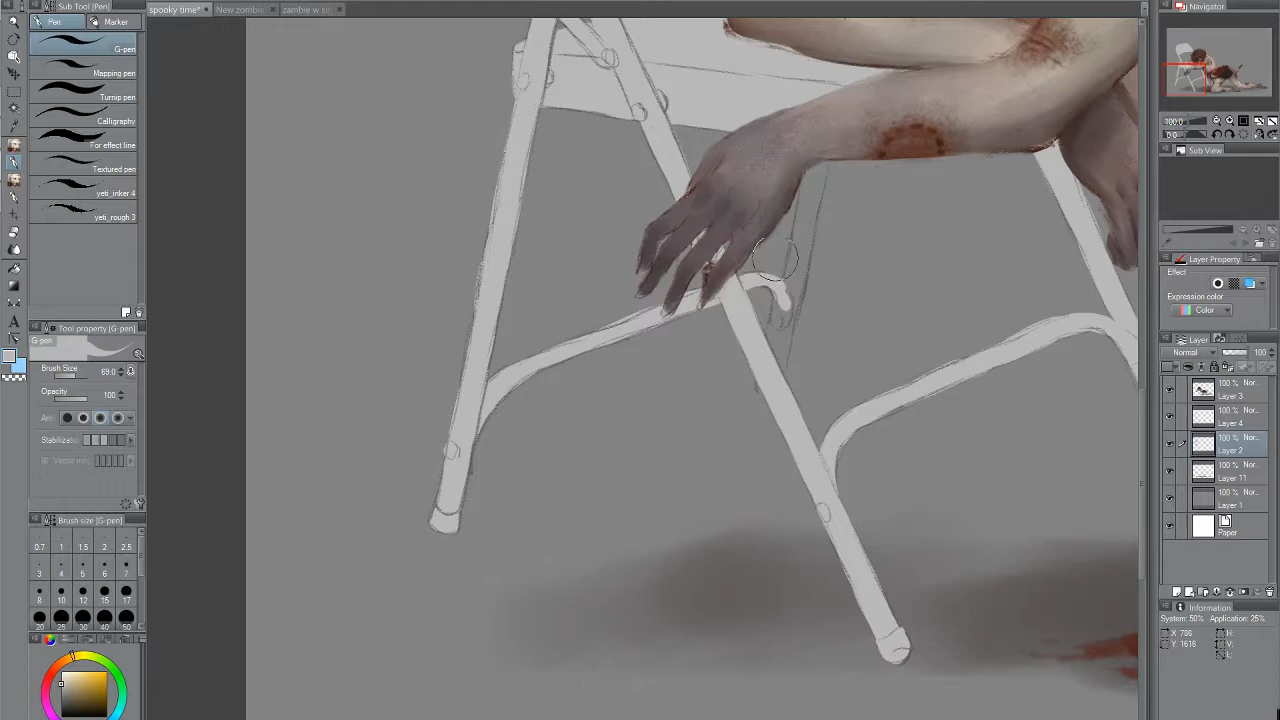 Sub Tool [Pen]
spooky time*
New zombie
zambie w si
Navigator
Pen
Marker
G-pen
Mapping pen
Turnip pen
Calligraphy
For effect line
Textured pen
yeti_inker 4
yeti_rough 3
100.0
0.0
Sub View
Layer Property
Effect
Expression color
Color
Tool property [G-pen]
G-pen
Brush Size 69.0
Opacity 100
Stabilizatio
Layer
Normal 100
100 % Nor...
Layer 3
100 % Nor...
Layer 4
100 % Nor...
Layer 2
100 % Nor...
Layer 11
100 % Nor...
Layer 1
Paper
Brush size [G-pen]
0.7 1 1.5 2 2.5
3 4 5 6 7
8 10 12 15 17
20 25 30 40 50
Information
System: 50% Application: 25%
X 786 H:
Y: 1616 V:
L: